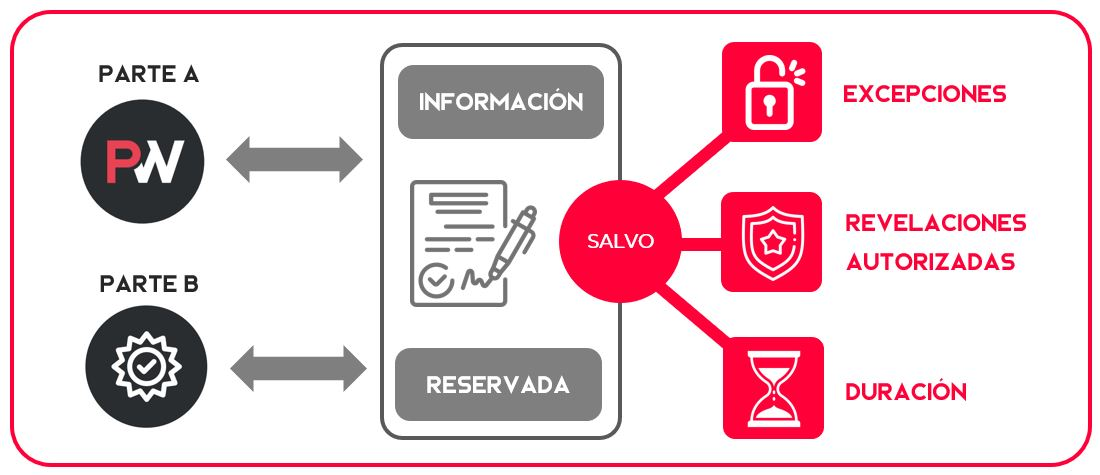 PARTE A
PW
PARTE B
INFORMACIÓN
RESERVADA
SALVO
EXCEPCIONES
REVELACIONES
AUTORIZADAS
DURACIÓN